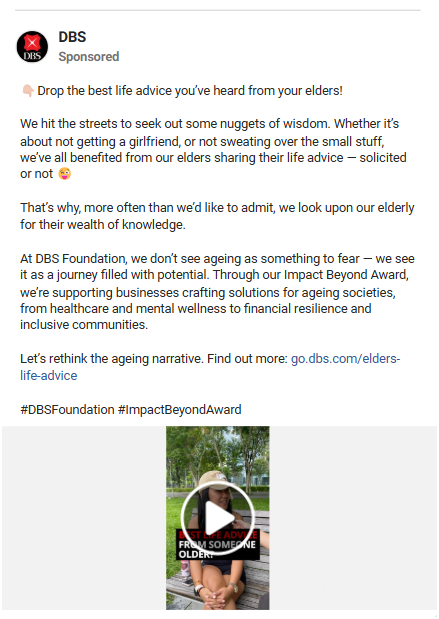 DBS
DBS
Sponsored
👇🏻 Drop the best life advice you've heard from your elders!
We hit the streets to seek out some nuggets of wisdom. Whether it's
about not getting a girlfriend, or not sweating over the small stuff,
we've all benefited from our elders sharing their life advice — solicited
or not 😜
That's why, more often than we'd like to admit, we look upon our elderly
for their wealth of knowledge.
At DBS Foundation, we don't see ageing as something to fear — we see
it as a journey filled with potential. Through our Impact Beyond Award,
we're supporting businesses crafting solutions for ageing societies,
from healthcare and mental wellness to financial resilience and
inclusive communities.
Let's rethink the ageing narrative. Find out more: go.dbs.com/elders-
life-advice
#DBSFoundation #ImpactBeyondAward
BEST LIFE ADVICE
FROM SOMEONE
OLDER?